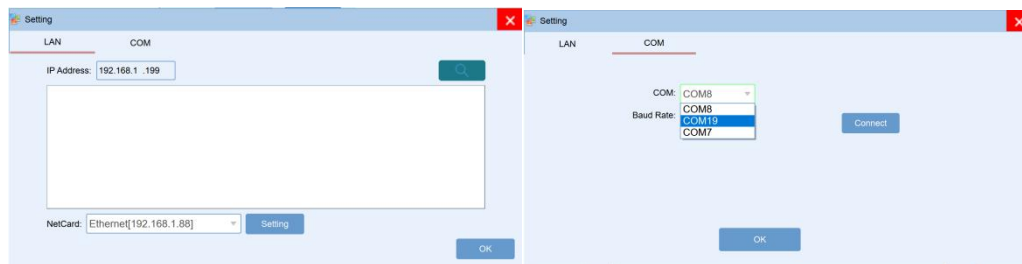 Setting
LAN COM
IP Address: 192.168.1 .199
NetCard: Ethernet[192.168.1.88] Setting
OK
Setting
LAN COM
COM: COM8
COM8
Baud Rate: COM19
COM7
Connect
OK